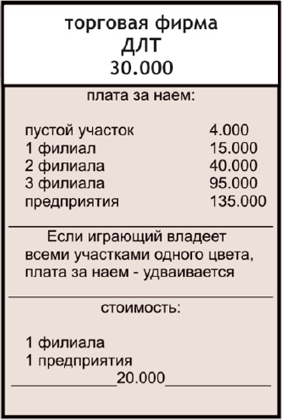 торговая фирма
ДЛТ
30.000
плата за наем:
пустой участок 4.000
1 филиал 15.000
2 филиала 40.000
3 филиала 95.000
предприятия 135.000
Если играющий владеет
всеми участками одного цвета,
плата за наем - удваивается
стоимость:
1 филиала
1 предприятия
20.000